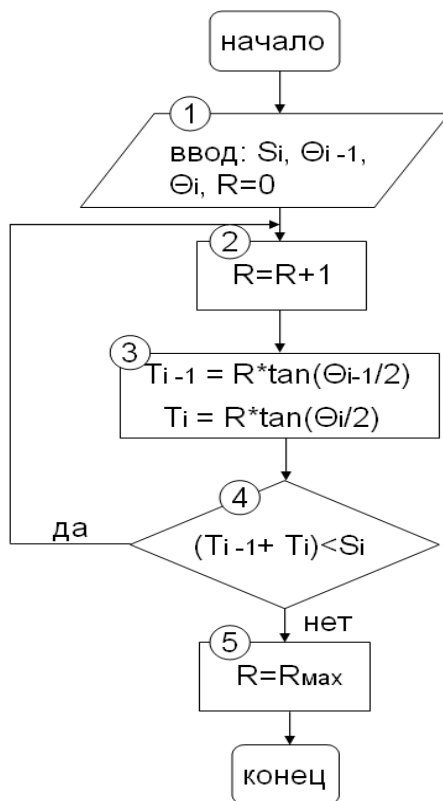 начало
1
ввод: Si, Θi -1,
Θi, R=0
2
R=R+1
3
Ti -1 = R*tan(Θi-1/2)
Ti = R*tan(Θi/2)
4
да
(Ti -1+ Ti)<Si
нет
5
R=Rмах
конец